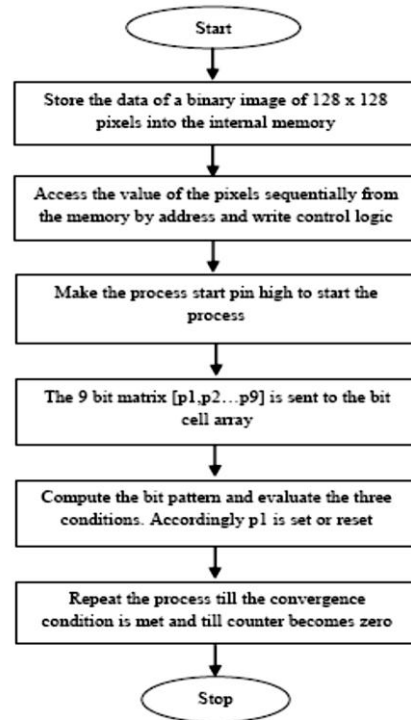 Start
Store the data of a binary image of 128 x 128
pixels into the internal memory
Access the value of the pixels sequentially from
the memory by address and write control logic
Make the process start pin high to start the
process
The 9 bit matrix [p1,p2…p9] is sent to the bit
cell array
Compute the bit pattern and evaluate the three
conditions. Accordingly p1 is set or reset
Repeat the process till the convergence
condition is met and till counter becomes zero
Stop